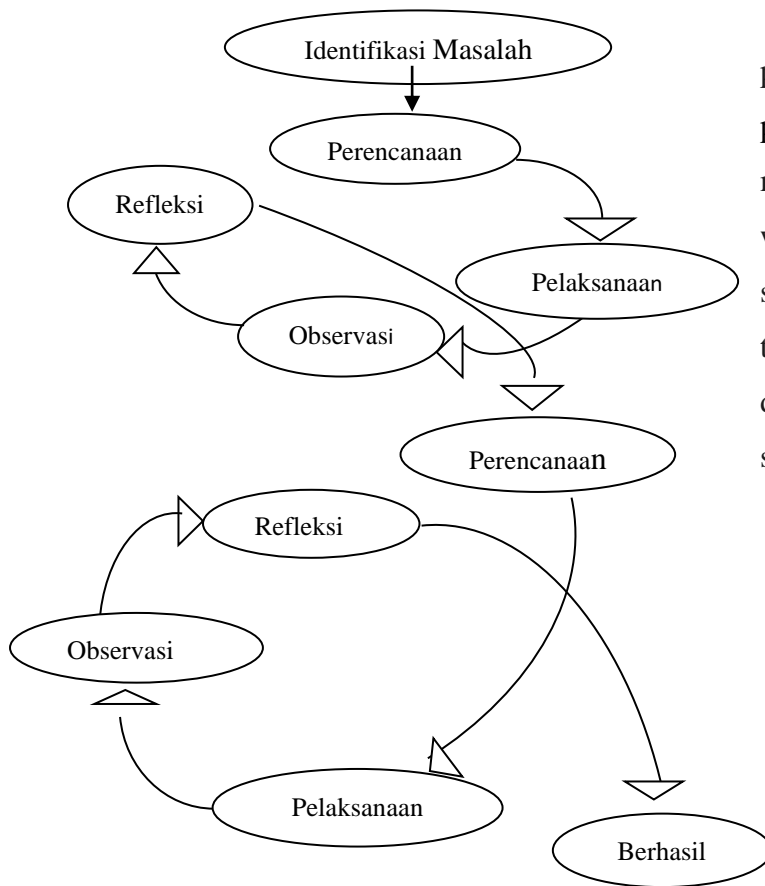 Identifikasi Masalah
Perencanaan
Refleksi
Pelaksanaan
Observasi
Perencanaan
Refleksi
Observasi
Pelaksanaan
Berhasil